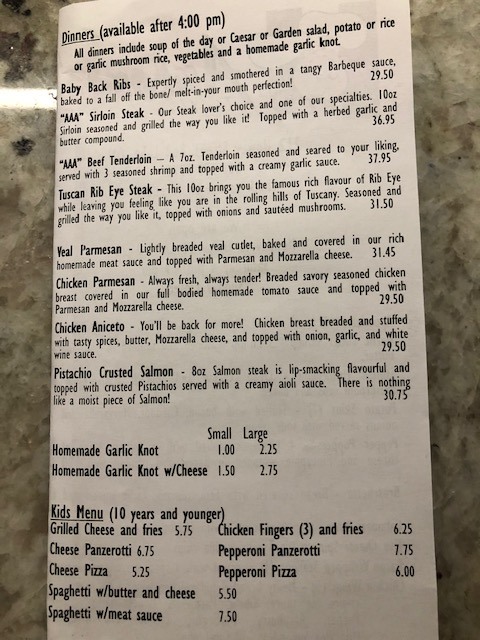 Dinners (available after 4:00 pm)
All dinners include soup of the day or Caesar or Garden salad, potato or rice
or garlic mushroom rice, vegetables and a homemade garlic knot.
Baby Back Ribs - Expertly spiced and smothered in a tangy Barbeque sauce,
baked to a fall off the bone/ melt-in-your mouth perfection! 29.50
"AAA" Sirloin Steak - Our Steak lover's choice and one of our specialties. 10oz
Sirloin seasoned and grilled the way you like it! Topped with a herbed garlic and
butter compound. 36.95
"AAA" Beef Tenderloin – A 7oz. Tenderloin seasoned and seared to your liking,
served with 3 seasoned shrimp and topped with a creamy garlic sauce. 37.95
Tuscan Rib Eye Steak - This 10oz brings you the famous rich flavour of Rib Eye
while leaving you feeling like you are in the rolling hills of Tuscany. Seasoned and
grilled the way you like it, topped with onions and sautéed mushrooms. 31.50
Veal Parmesan - Lightly breaded veal cutlet, baked and covered in our rich
homemade meat sauce and topped with Parmesan and Mozzarella cheese. 31.45
Chicken Parmesan - Always fresh, always tender! Breaded savory seasoned chicken
breast covered in our full bodied homemade tomato sauce and topped with
Parmesan and Mozzarella cheese. 29.50
Chicken Aniceto - You'll be back for more! Chicken breast breaded and stuffed
with tasty spices, butter, Mozzarella cheese, and topped with onion, garlic, and white
wine sauce. 29.50
Pistachio Crusted Salmon - 8oz Salmon steak is lip-smacking flavourful and
topped with crusted Pistachios served with a creamy aioli sauce. There is nothing
like a moist piece of Salmon! 30.75
Small Large
Homemade Garlic Knot 1.00 2.25
Homemade Garlic Knot w/Cheese 1.50 2.75
Kids Menu (10 years and younger)
Grilled Cheese and fries 5.75 Chicken Fingers (3) and fries 6.25
Cheese Panzerotti 6.75 Pepperoni Panzerotti 7.75
Cheese Pizza 5.25 Pepperoni Pizza 6.00
Spaghetti w/butter and cheese 5.50
Spaghetti w/meat sauce 7.50